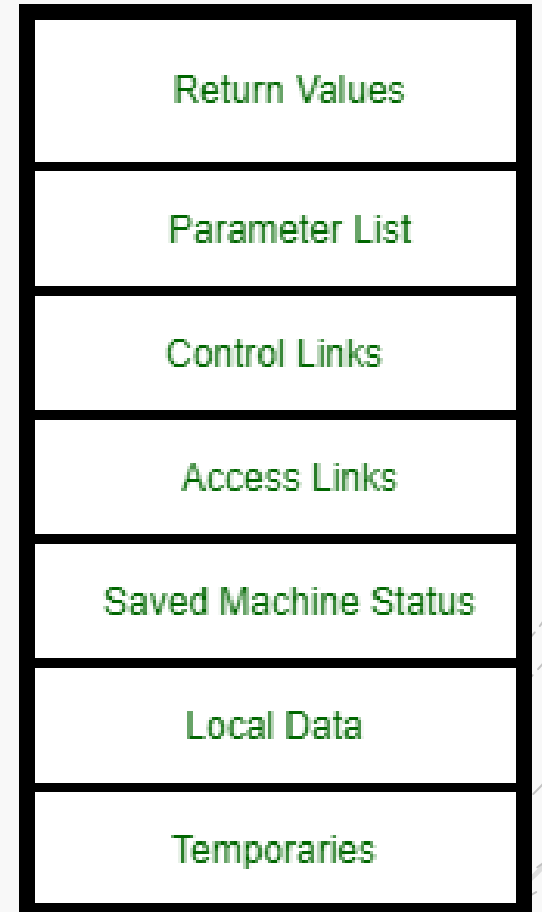 Return Values
Parameter List
Control Links
Access Links
Saved Machine Status
Local Data
Temporaries